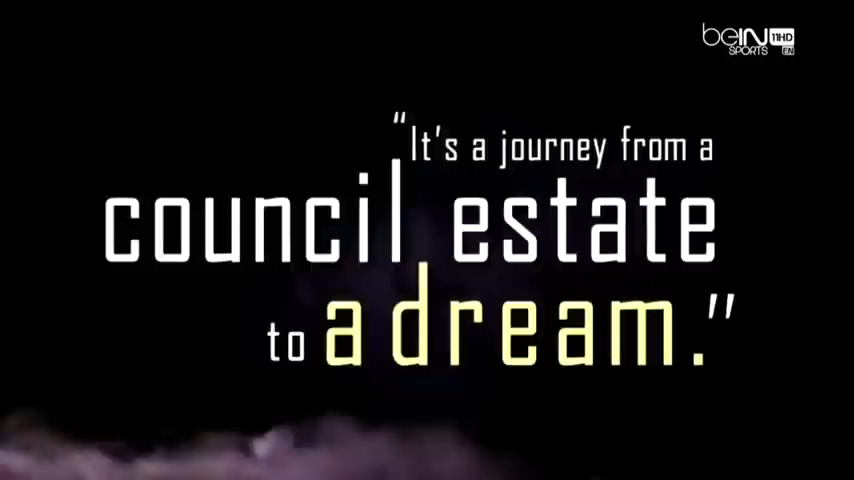 beIN 11HD
SPORTS EN
“It's a journey from a
council estate
to a dream.”